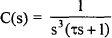 C(s) = 1 / s³(τs + 1)